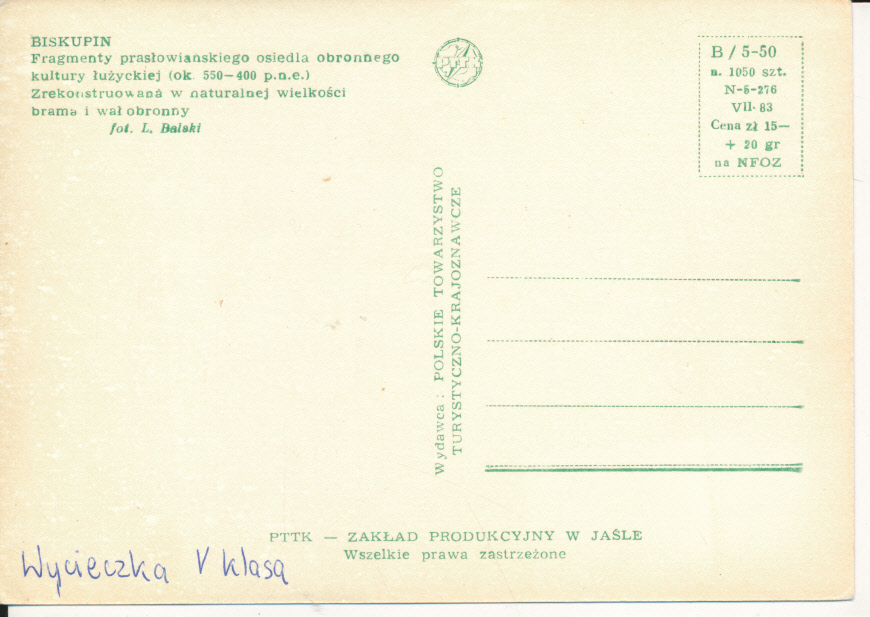 BISKUPIN
Fragmenty prasłowiańskiego osiedla obronnego
kultury łużyckiej (ok. 550—400 p.n.e.)
Zrekonstruowana w naturalnej wielkości
brama i wał obronny
fot. L. Balski
PTTK
B / 5-50
n. 1050 szt.
N-5-276
VII. 83
Cena zł 15—
+ 20 gr
na NFOZ
Wydawca: POLSKIE TOWARZYSTWO
TURYSTYCZNO-KRAJOZNAWCZE
PTTK — ZAKŁAD PRODUKCYJNY W JAŚLE
Wszelkie prawa zastrzeżone
Wycieczka V klasa